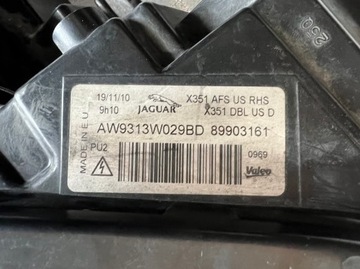 19/11/10
9h10
JAGUAR
X351 AFS US RHS
X351 DBL US D
AW9313W029BD 89903161
MADE IN E U
PU2
0969
Valeo